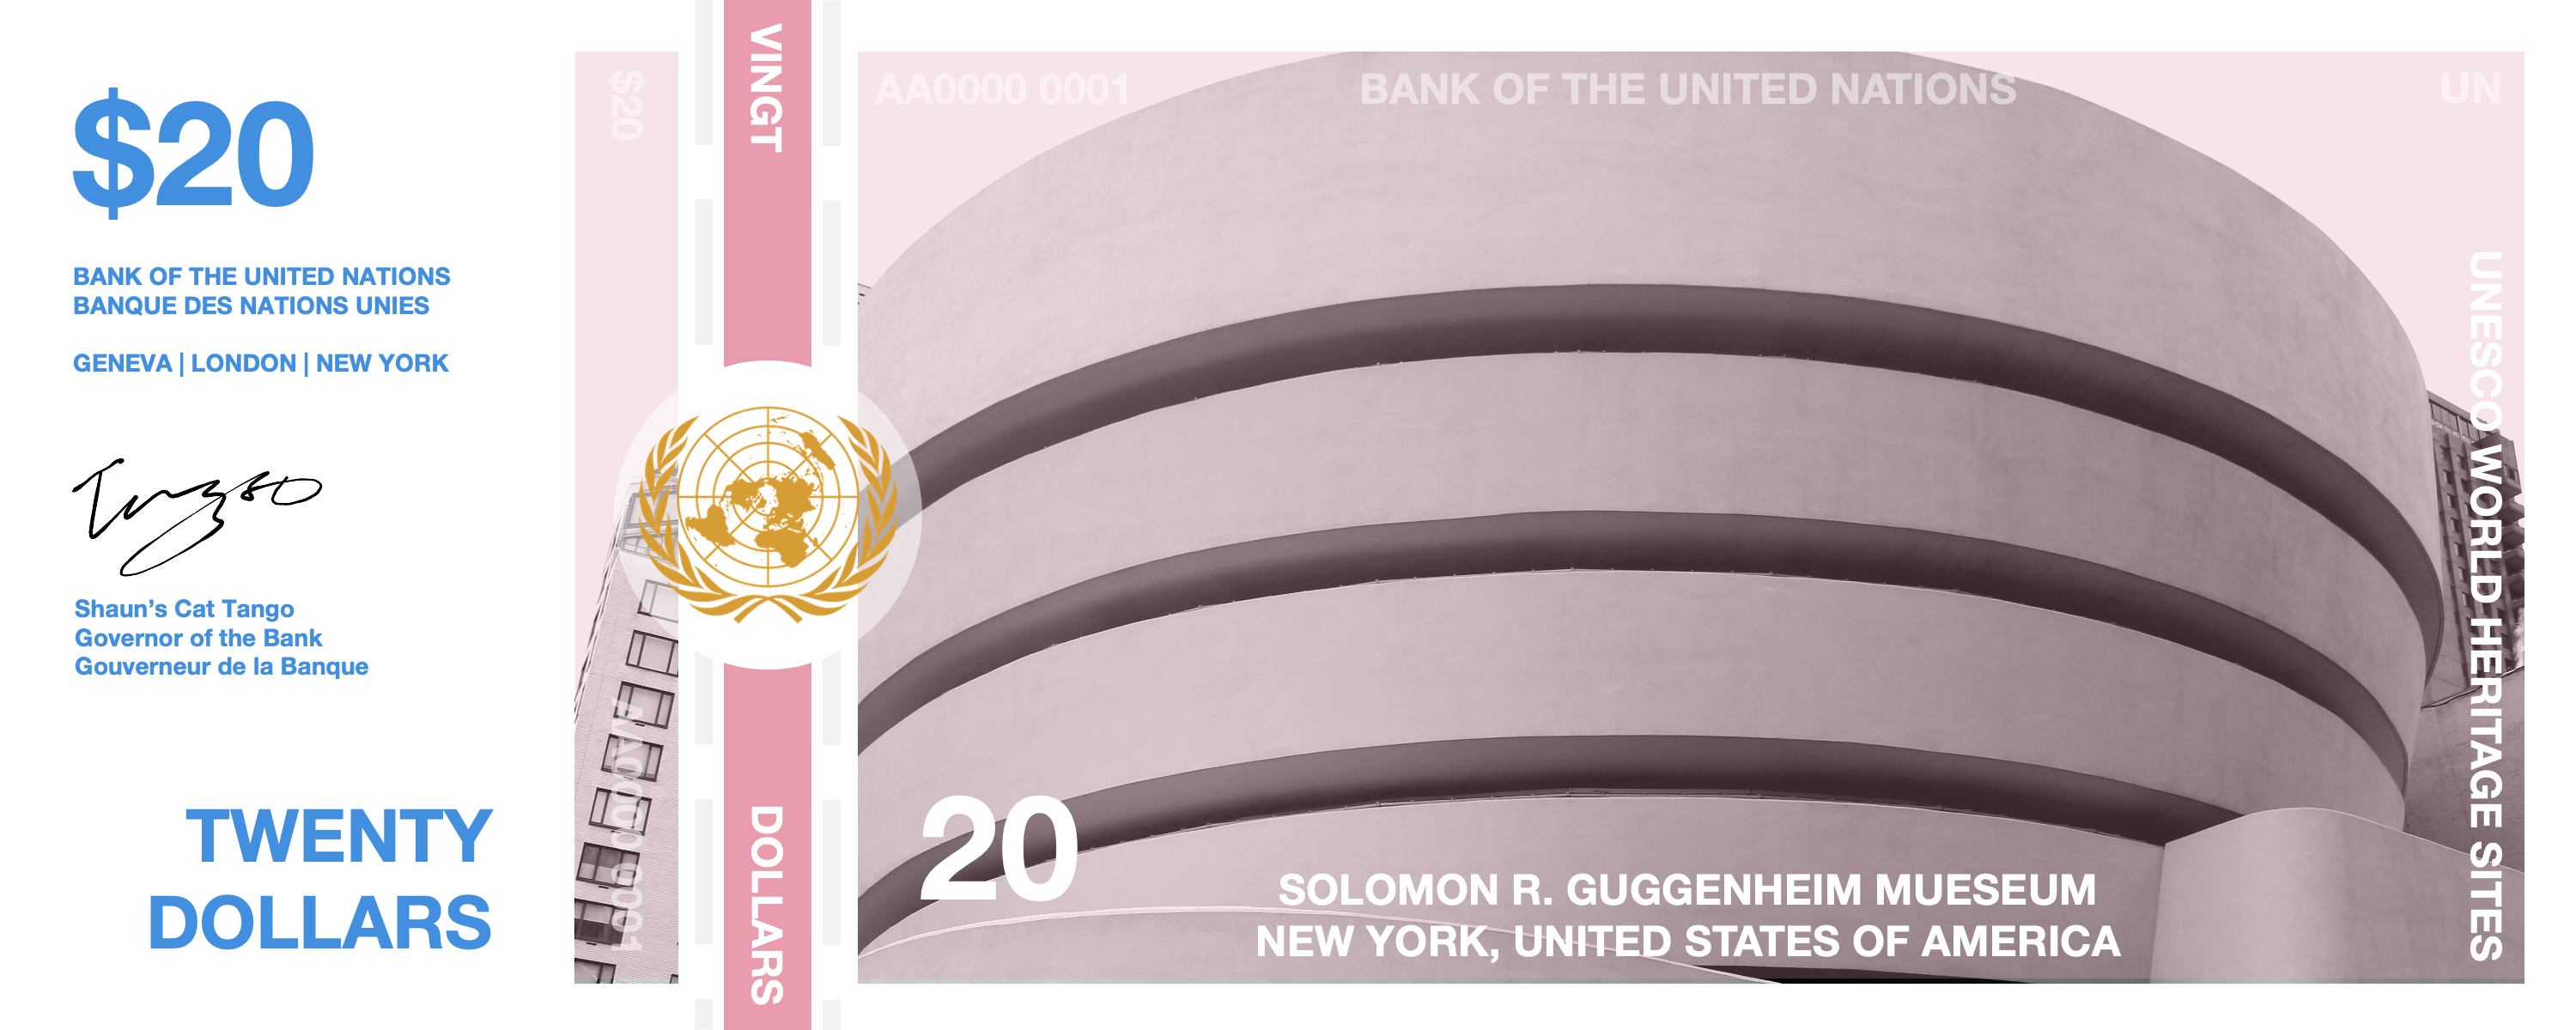 $20
BANK OF THE UNITED NATIONS
BANQUE DES NATIONS UNIES
GENEVA | LONDON | NEW YORK
Shaun’s Cat Tango
Governor of the Bank
Gouverneur de la Banque
TWENTY
DOLLARS
$20
AA0000 0001
VINGT
DOLLARS
AA0000 0001
BANK OF THE UNITED NATIONS
UN
UNESCO WORLD HERITAGE SITES
20
SOLOMON R. GUGGENHEIM MUESEUM
NEW YORK, UNITED STATES OF AMERICA